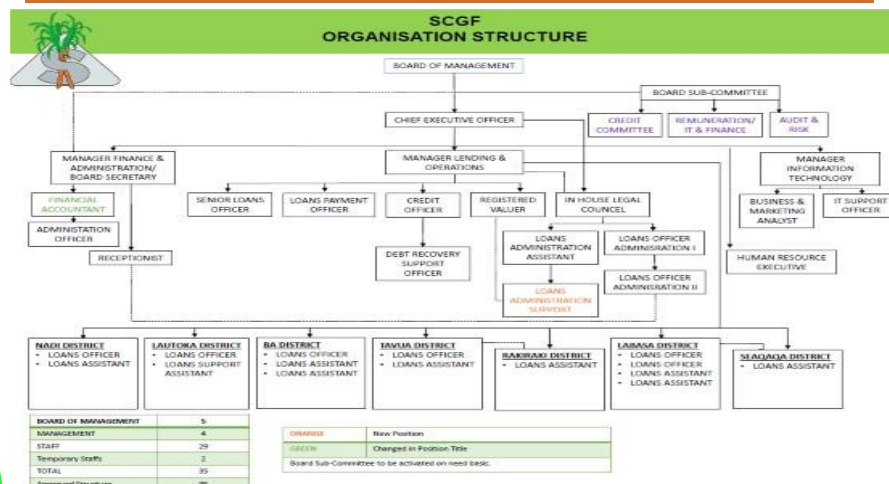 SCGF
ORGANISATION STRUCTURE
BOARD OF MANAGEMENT
BOARD SUB-COMMITTEE
CHIEF EXECUTIVE OFFICER
CREDIT
COMMITTEE
REMUNERATION/
IT & FINANCE
AUDIT &
RISK
MANAGER FINANCE &
ADMINISTRATION/
BOARD SECRETARY
MANAGER LENDING &
OPERATIONS
MANAGER
INFORMATION
TECHNOLOGY
FINANCIAL
ACCOUNTANT
ADMINISTATION
OFFICER
RECEPTIONIST
SENIOR LOANS
OFFICER
LOANS PAYMENT
OFFICER
CREDIT
OFFICER
REGISTERED
VALUER
IN HOUSE LEGAL
COUNCEL
BUSINESS &
MARKETING
ANALYST
IT SUPPORT
OFFICER
DEBT RECOVERY
SUPPORT
OFFICER
LOANS
ADMINISTRATION
ASSISTANT
LOANS OFFICER
ADMINISRATION I
HUMAN RESOURCE
EXECUTIVE
LOANS
ADMINISTRATION
SUPPORT
LOANS OFFICER
ADMINISRATION II
NADI DISTRICT
• LOANS OFFICER
• LOANS ASSISTANT
LAUTOKA DISTRICT
• LOANS OFFICER
• LOANS SUPPORT
ASSISTANT
BA DISTRICT
• LOANS OFFICER
• LOANS ASSISTANT
• LOANS ASSISTANT
TAVUA DISTRICT
• LOANS OFFICER
• LOANS ASSISTANT
RAKIRAKI DISTRICT
• LOANS ASSISTANT
LABASA DISTRICT
• LOANS OFFICER
• LOANS OFFICER
• LOANS ASSISTANT
• LOANS ASSISTANT
SEAQAQA DISTRICT
• LOANS ASSISTANT
BOARD OF MANAGEMENT 5
MANAGEMENT 4
STAFF 29
Temporary Staffs 2
TOTAL 35
ORANGE New Position
GREEN Changed in Position Title
Board Sub-Committee to be activated on need basis.